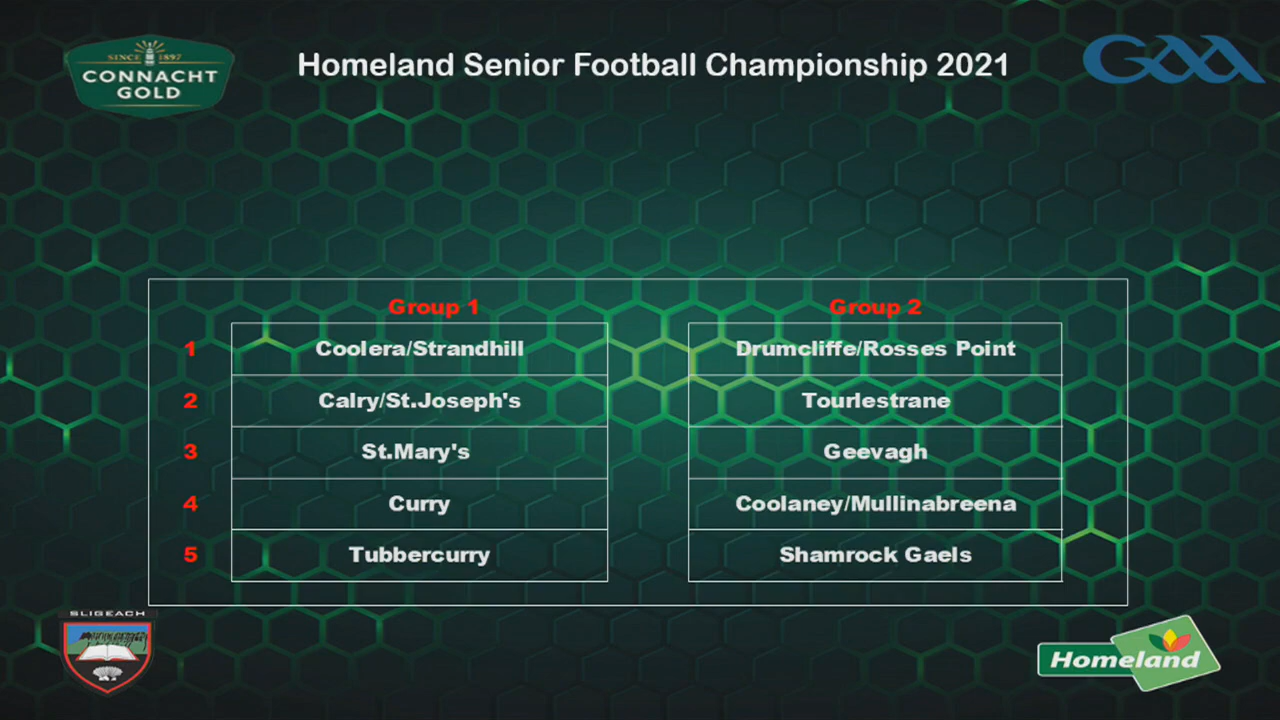 SINCE 1897
CONNACHT
GOLD
Homeland Senior Football Championship 2021
GAA
Group 1 Group 2
1 Coolera/Strandhill Drumcliffe/Rosses Point
2 Calry/St.Joseph's Tourlestrane
3 St.Mary's Geevagh
4 Curry Coolaney/Mullinabreena
5 Tubbercurry Shamrock Gaels
SLIGEACH
Homeland